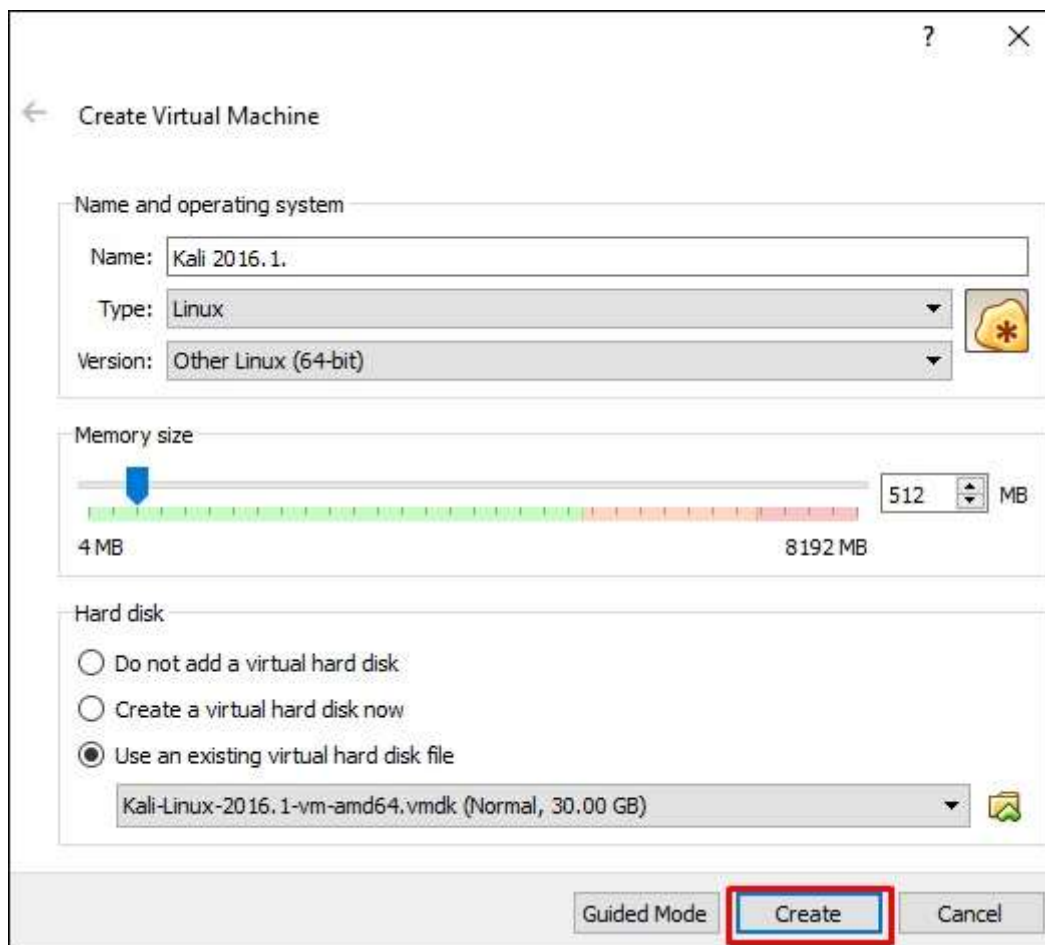 ?
Create Virtual Machine
Name and operating system
Name: Kali 2016.1.
Type: Linux
Version: Other Linux (64-bit)
Memory size
512 MB
4 MB 8192 MB
Hard disk
Do not add a virtual hard disk
Create a virtual hard disk now
Use an existing virtual hard disk file
Kali-Linux-2016.1-vm-amd64.vmdk (Normal, 30.00 GB)
Guided Mode Create Cancel